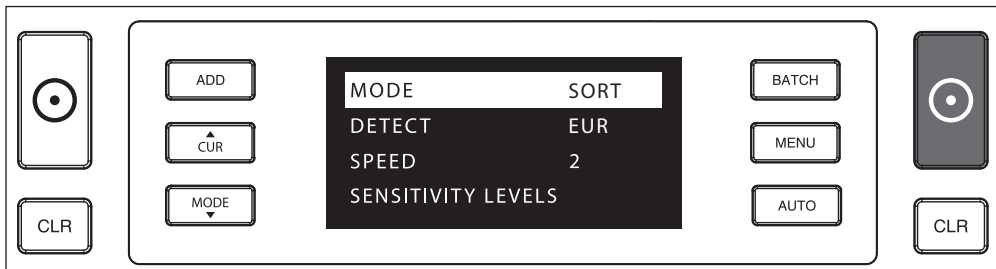 ADD
CUR
MODE
CLR
MODE SORT
DETECT EUR
SPEED 2
SENSITIVITY LEVELS
BATCH
MENU
AUTO
CLR